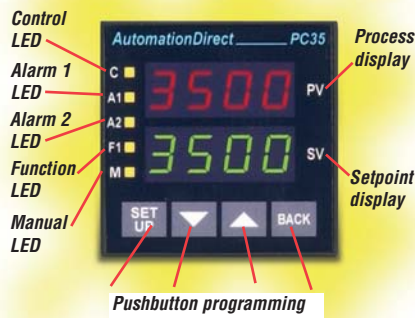 Control
LED
AutomationDirect PC35
Process
display
C
3500
PV
Alarm 1
LED
A1
Alarm 2
LED
A2
Function
LED
F1
3500
SV
Setpoint
display
Manual
LED
M
SET
UP
BACK
Pushbutton programming